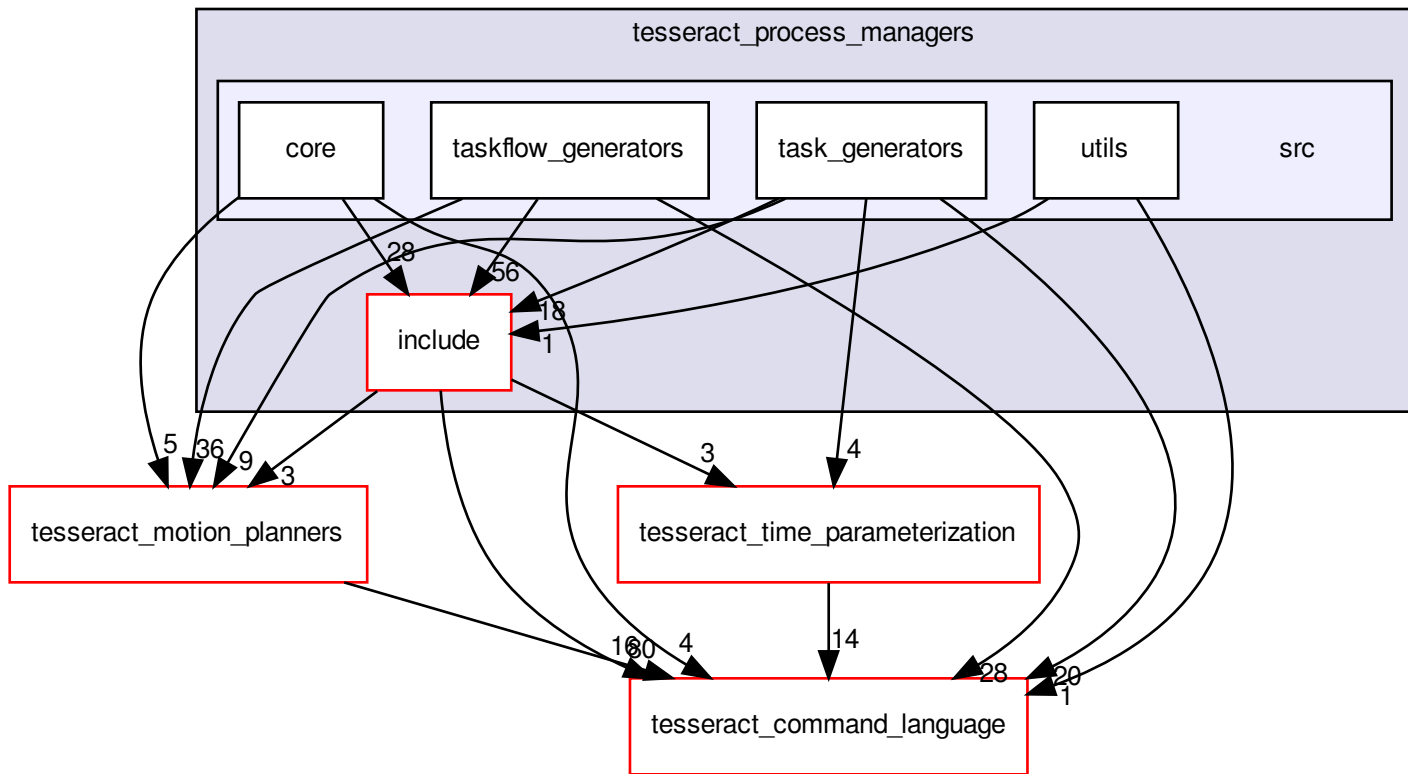 tesseract_process_managers
core
taskflow_generators
task_generators
utils
src
28
56
18
1
include
5
36
9
3
3
4
tesseract_motion_planners
tesseract_time_parameterization
16
80
4
14
28
20
1
tesseract_command_language